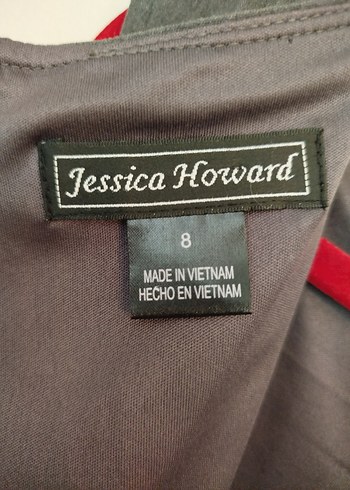 Jessica Howard
8
MADE IN VIETNAM
HECHO EN VIETNAM